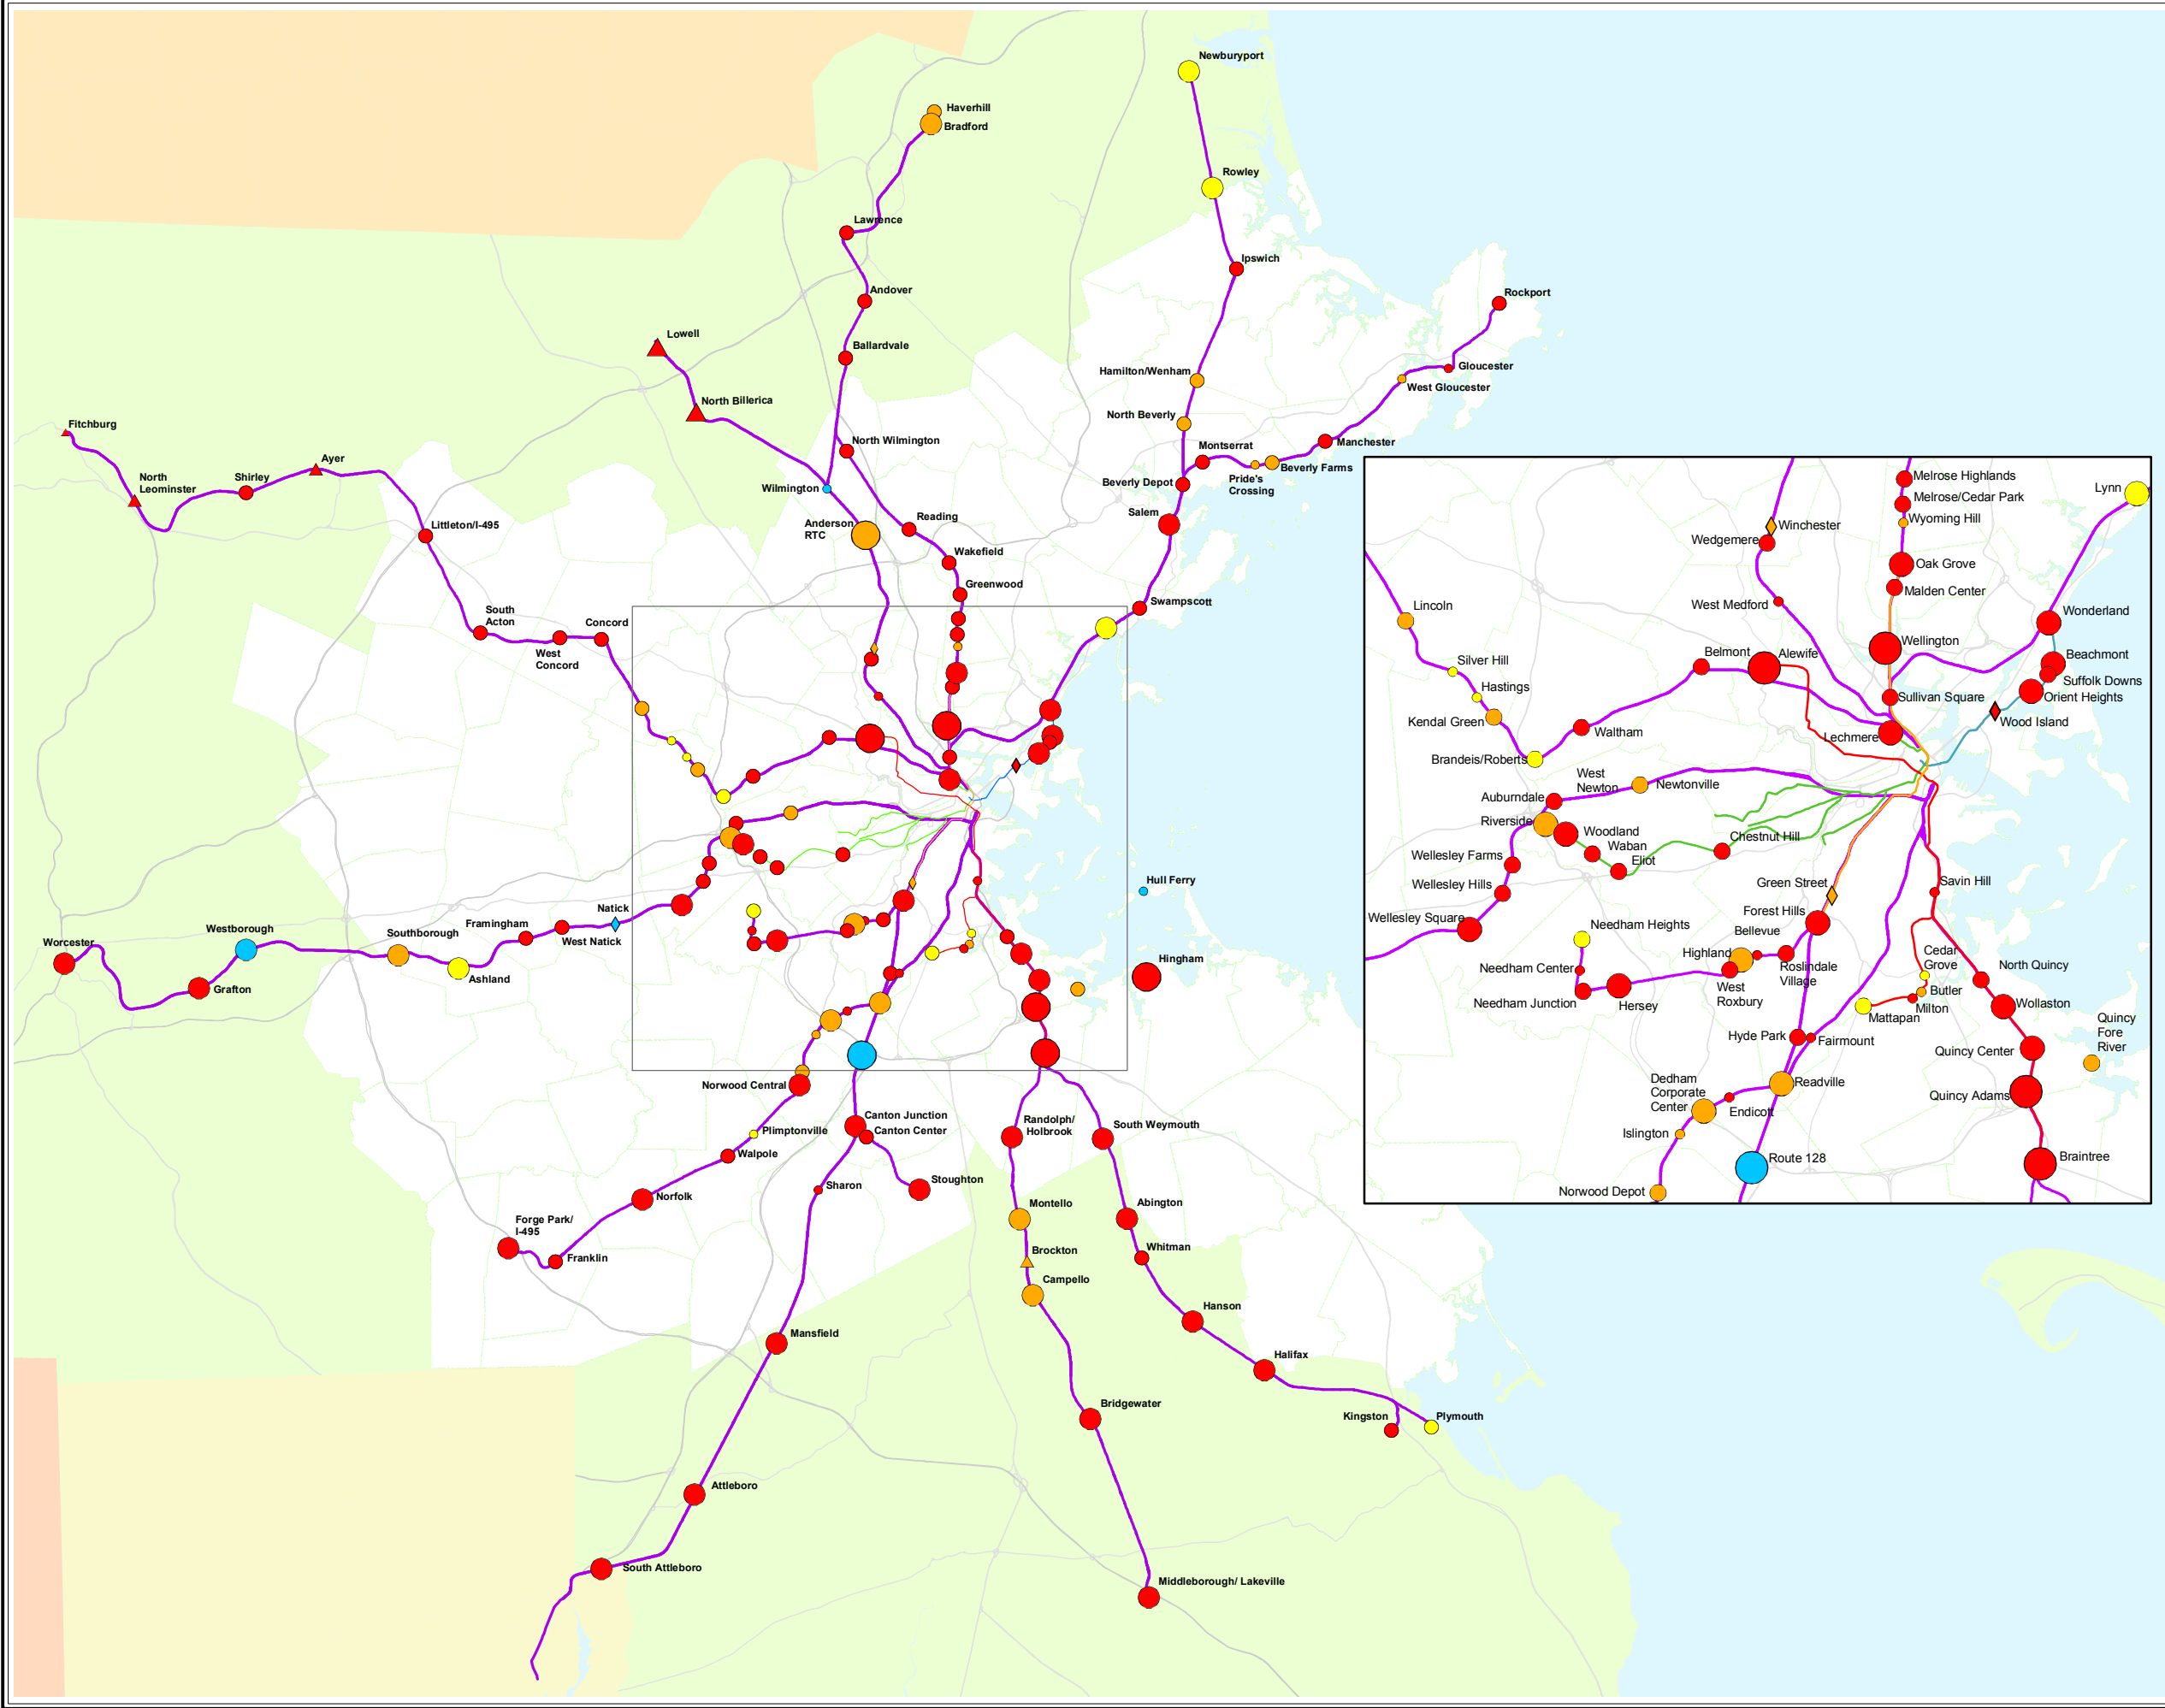 Newburyport
Haverhill
Bradford
Rowley
Lawrence
Ipswich
Andover
Rockport
Lowell
Ballardvale
Gloucester
Hamilton/Wenham
West Gloucester
North Billerica
North Beverly
Fitchburg
North Wilmington
Manchester
Montserrat
Ayer
Beverly Farms
North
Leominster
Shirley
Pride's
Crossing
Beverly Depot
Wilmington
Salem
Reading
Anderson
RTC
Littleton/I-495
Wakefield
Greenwood
Swampscott
South
Acton
Concord
West
Concord
Hull Ferry
Natick
Framingham
West Natick
Westborough
Southborough
Worcester
Ashland
Grafton
Hingham
Norwood Central
Canton Junction
Canton Center
Randolph/
Holbrook
South Weymouth
Plimptonville
Walpole
Sharon
Stoughton
Norfolk
Montello
Abington
Forge Park/
I-495
Franklin
Brockton
Whitman
Campello
Hanson
Mansfield
Halifax
Bridgewater
Kingston
Plymouth
Attleboro
South Attleboro
Middleborough/ Lakeville
Melrose Highlands
Lynn
Melrose/Cedar Park
Wyoming Hill
Winchester
Wedgemere
Oak Grove
Malden Center
West Medford
Lincoln
Wonderland
Wellington
Belmont
Alewife
Beachmont
Silver Hill
Suffolk Downs
Hastings
Sullivan Square
Orient Heights
Kendal Green
Wood Island
Waltham
Lechmere
Brandeis/Roberts
West
Newton
Newtonville
Auburndale
Riverside
Woodland
Waban
Eliot
Chestnut Hill
Wellesley Farms
Wellesley Hills
Green Street
Savin Hill
Wellesley Square
Forest Hills
Needham Heights
Bellevue
Highland
Cedar
Grove
Needham Center
Roslindale
Village
North Quincy
West
Roxbury
Butler
Needham Junction
Hersey
Milton
Wollaston
Mattapan
Quincy
Fore
River
Hyde Park
Fairmount
Quincy Center
Readville
Dedham
Corporate
Center
Endicott
Quincy Adams
Islington
Route 128
Braintree
Norwood Depot